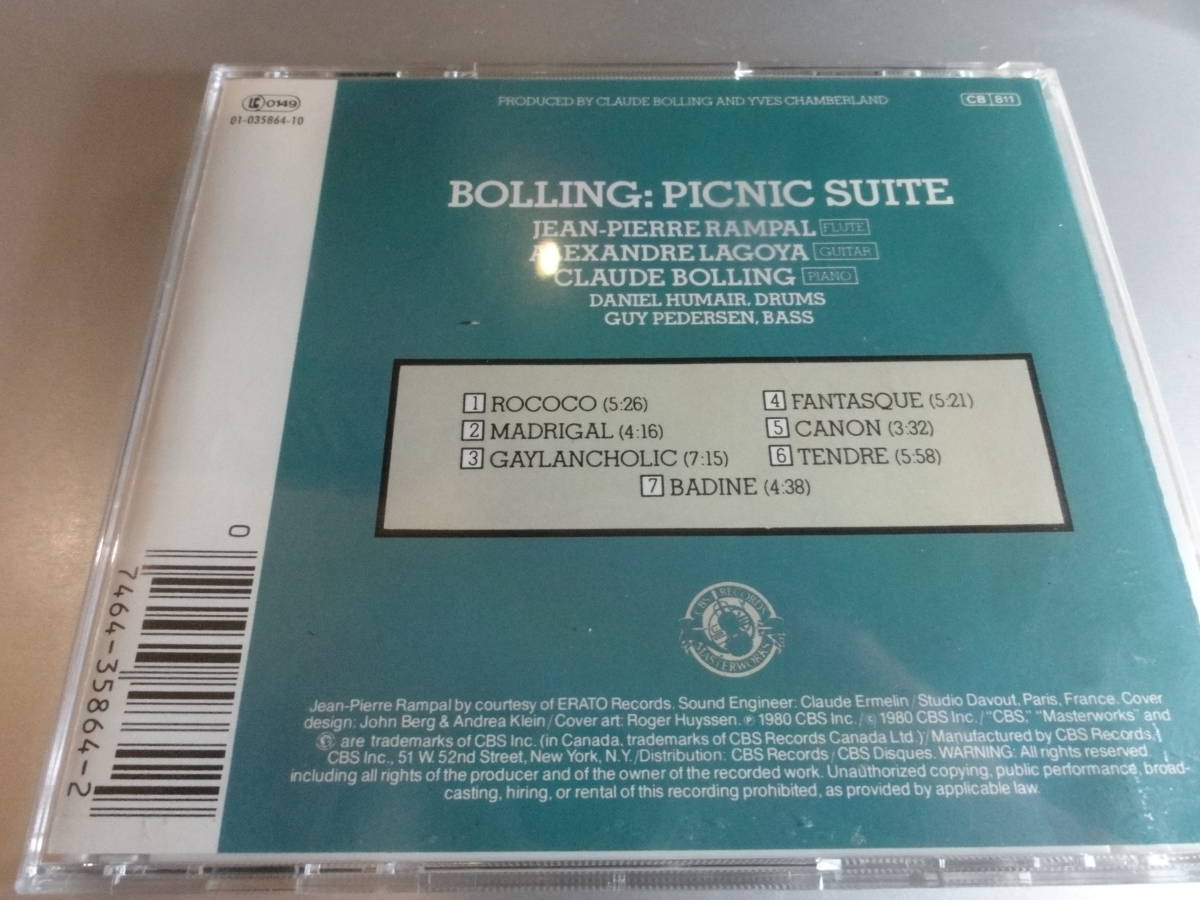 LC 0149
01-035864-10
PRODUCED BY CLAUDE BOLLING AND YVES CHAMBERLAND
CB 811
BOLLING: PICNIC SUITE
JEAN-PIERRE RAMPAL FLUTE
ALEXANDRE LAGOYA GUITAR
CLAUDE BOLLING PIANO
DANIEL HUMAIR, DRUMS
GUY PEDERSEN, BASS
1 ROCOCO (5:26)
2 MADRIGAL (4:16)
3 GAYLANCHOLIC (7:15)
4 FANTASQUE (5:21)
5 CANON (3:32)
6 TENDRE (5:58)
7 BADINE (4:38)
0 7464-35864-2
CBS RECORDS
MASTERWORKS
Jean-Pierre Rampal by courtesy of ERATO Records. Sound Engineer: Claude Ermelin/Studio Davout, Paris, France. Cover
design: John Berg & Andrea Klein/Cover art: Roger Huyssen. ℗ 1980 CBS Inc./© 1980 CBS Inc./"CBS," "Masterworks" and
are trademarks of CBS Inc. (in Canada, trademarks of CBS Records Canada Ltd.)/Manufactured by CBS Records/
CBS Inc., 51 W. 52nd Street, New York, N.Y./Distribution: CBS Records/CBS Disques. WARNING: All rights reserved
including all rights of the producer and of the owner of the recorded work. Unauthorized copying, public performance, broad-
casting, hiring, or rental of this recording prohibited, as provided by applicable law.